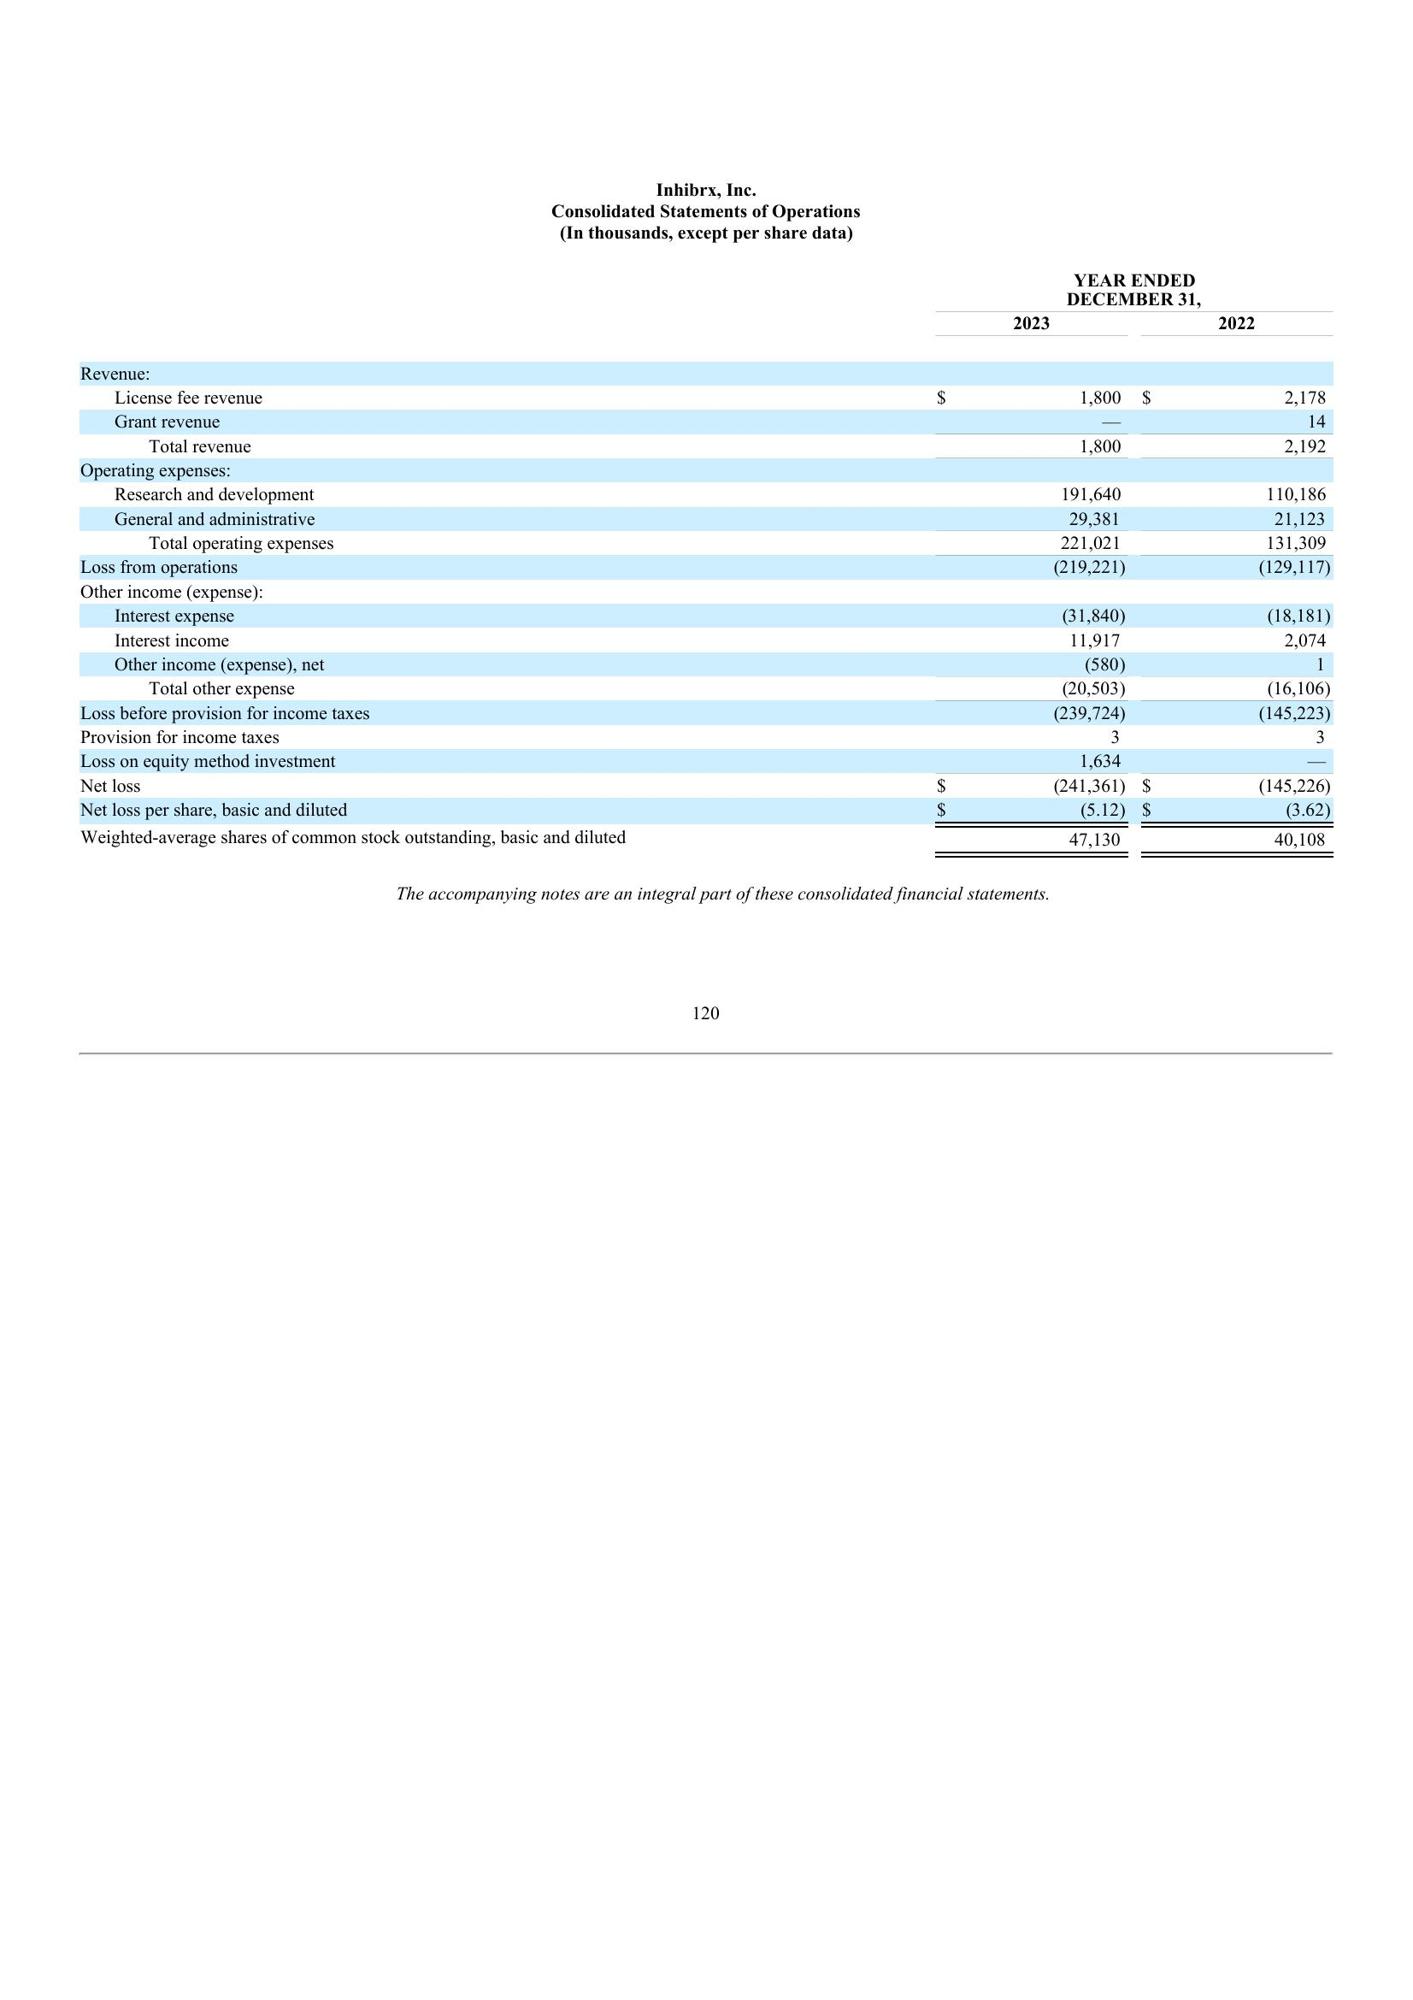 Inhibrx, Inc.
Consolidated Statements of Operations
(In thousands, except per share data)
YEAR ENDED
DECEMBER 31,
2023 2022
Revenue:
License fee revenue $ 1,800 $ 2,178
Grant revenue — 14
Total revenue 1,800 2,192
Operating expenses:
Research and development 191,640 110,186
General and administrative 29,381 21,123
Total operating expenses 221,021 131,309
Loss from operations (219,221) (129,117)
Other income (expense):
Interest expense (31,840) (18,181)
Interest income 11,917 2,074
Other income (expense), net (580) 1
Total other expense (20,503) (16,106)
Loss before provision for income taxes (239,724) (145,223)
Provision for income taxes 3 3
Loss on equity method investment 1,634 —
Net loss $ (241,361) $ (145,226)
Net loss per share, basic and diluted $ (5.12) $ (3.62)
Weighted-average shares of common stock outstanding, basic and diluted 47,130 40,108
The accompanying notes are an integral part of these consolidated financial statements.
120